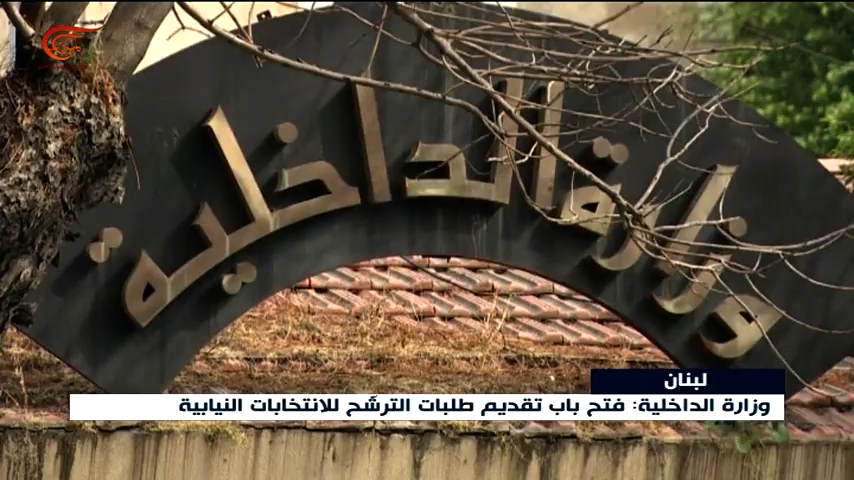 وزارة الداخلية
لبنان
وزارة الداخلية: فتح باب تقديم طلبات الترشّح للانتخابات النيابية